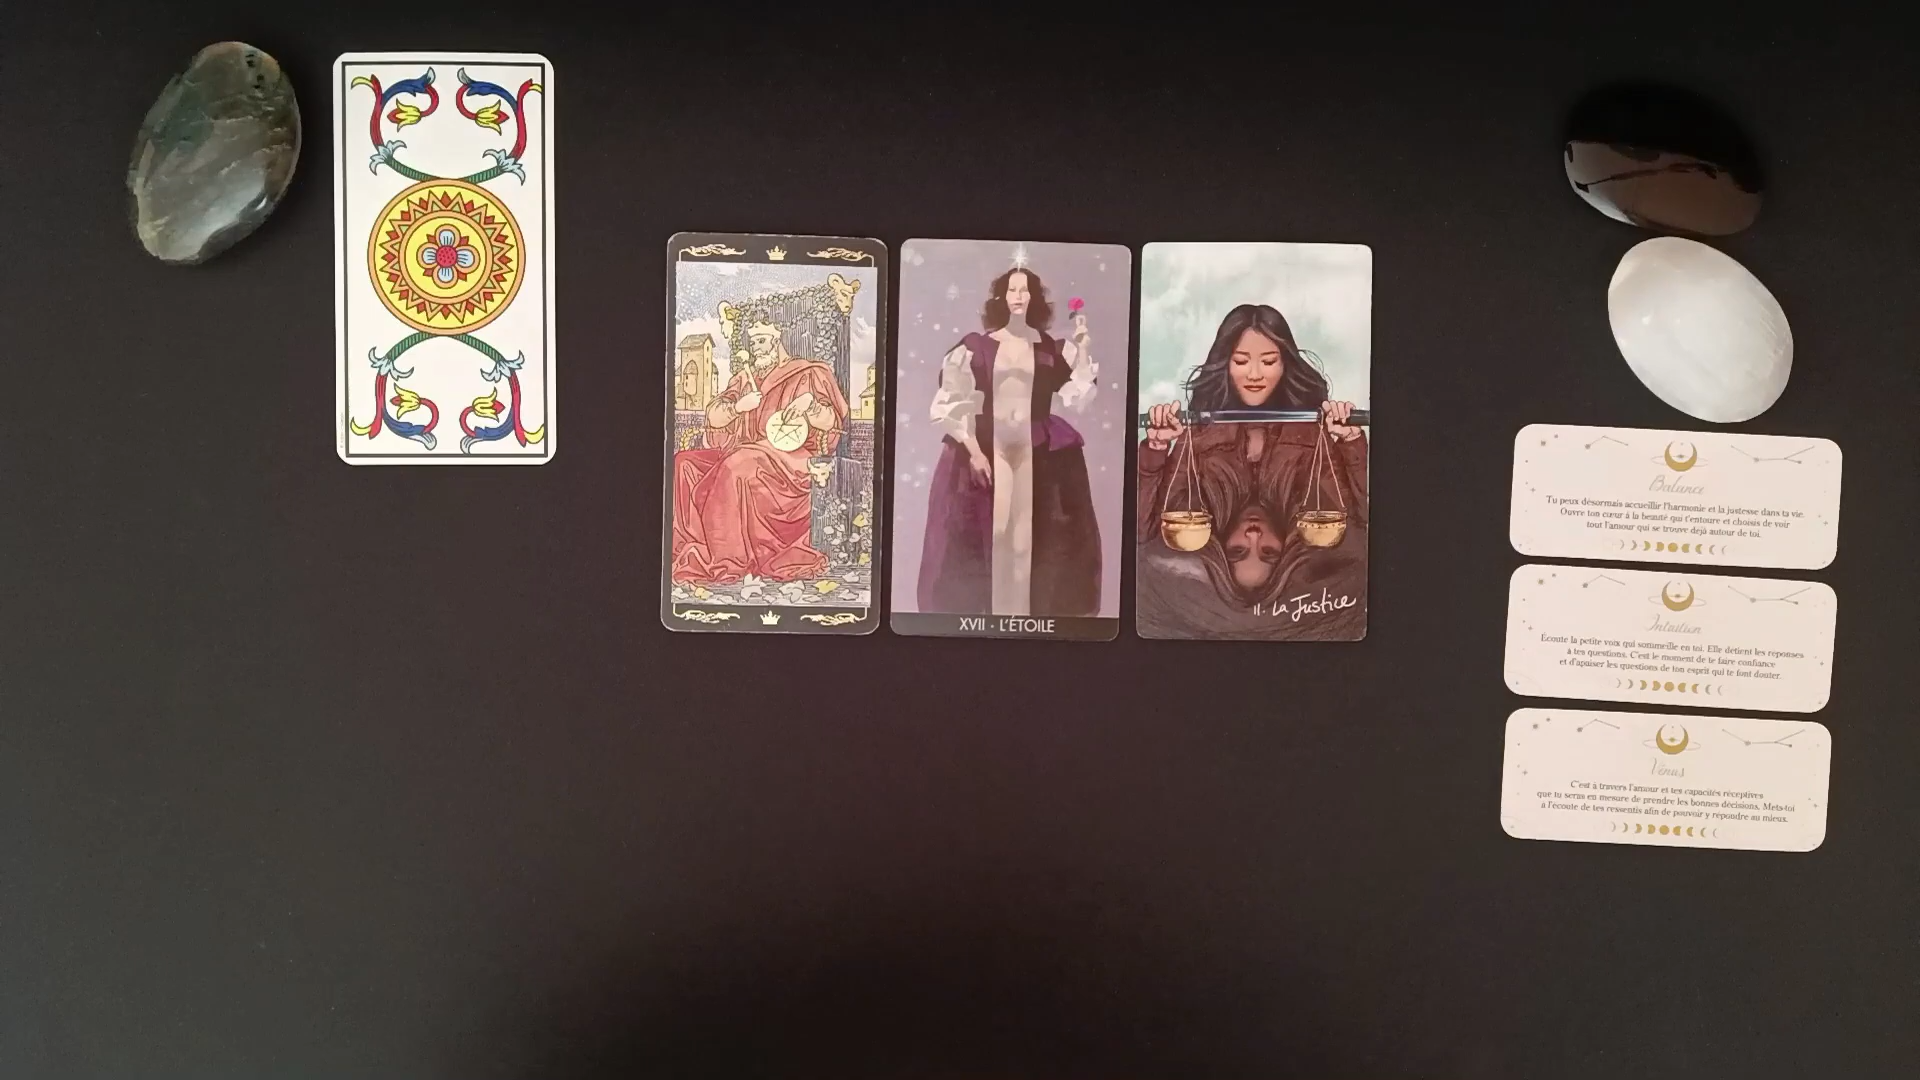 XVII · L'ÉTOILE
11. La Justice
Balance
Tu peux désormais accueillir l'harmonie et la justesse dans ta vie.
Ouvre ton cœur à la beauté qui t'entoure et choisis de voir
tout l'amour qui se trouve déjà autour de toi.
Intuition
Écoute la petite voix qui sommeille en toi. Elle détient les réponses
à tes questions. C'est le moment de te faire confiance
et d'apaiser les questions de ton esprit qui te font douter.
Vénus
C'est à travers l'amour et tes capacités réceptives
que tu seras en mesure de prendre les bonnes décisions. Mets-toi
à l'écoute de tes ressentis afin de pouvoir y répondre au mieux.